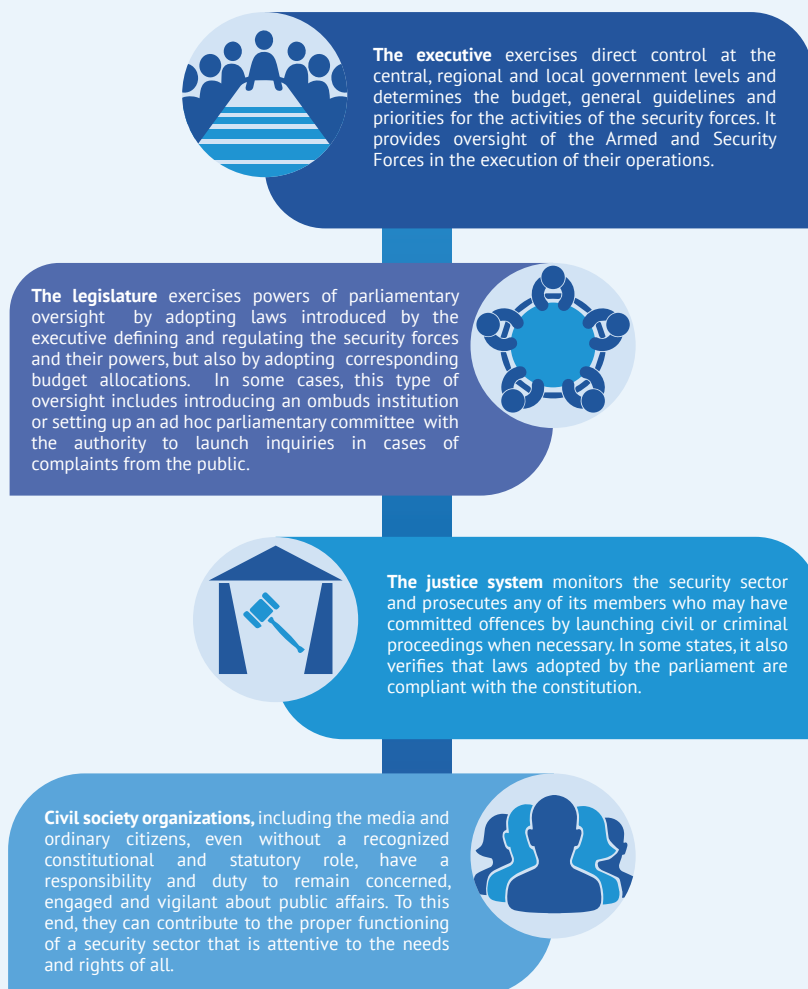 The executive exercises direct control at the
central, regional and local government levels and
determines the budget, general guidelines and
priorities for the activities of the security forces. It
provides oversight of the Armed and Security
Forces in the execution of their operations.
The legislature exercises powers of parliamentary
oversight by adopting laws introduced by the
executive defining and regulating the security forces
and their powers, but also by adopting corresponding
budget allocations. In some cases, this type of
oversight includes introducing an ombuds institution
or setting up an ad hoc parliamentary committee with
the authority to launch inquiries in cases of
complaints from the public.
The justice system monitors the security sector
and prosecutes any of its members who may have
committed offences by launching civil or criminal
proceedings when necessary. In some states, it also
verifies that laws adopted by the parliament are
compliant with the constitution.
Civil society organizations, including the media and
ordinary citizens, even without a recognized
constitutional and statutory role, have a
responsibility and duty to remain concerned,
engaged and vigilant about public affairs. To this
end, they can contribute to the proper functioning
of a security sector that is attentive to the needs
and rights of all.